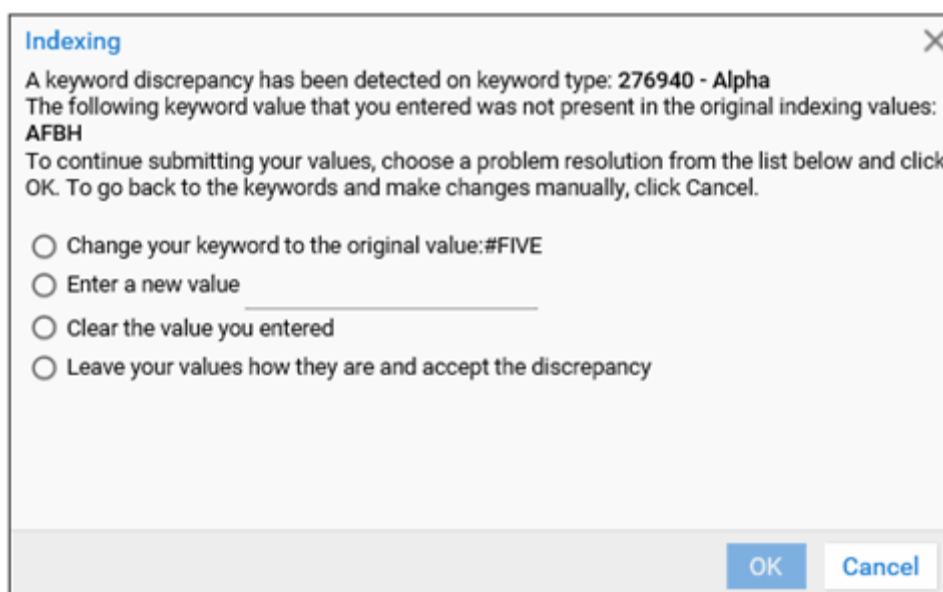 Indexing
A keyword discrepancy has been detected on keyword type: 276940 - Alpha
The following keyword value that you entered was not present in the original indexing values:
AFBH
To continue submitting your values, choose a problem resolution from the list below and click
OK. To go back to the keywords and make changes manually, click Cancel.
Change your keyword to the original value:#FIVE
Enter a new value
Clear the value you entered
Leave your values how they are and accept the discrepancy
OK Cancel